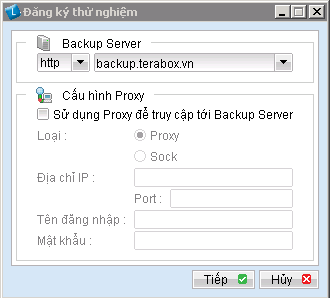 Đăng ký thử nghiệm
Backup Server
http backup.terabox.vn
Cấu hình Proxy
Sử dụng Proxy để truy cập tới Backup Server
Loại : Proxy
Sock
Địa chỉ IP :
Port :
Tên đăng nhập :
Mật khẩu :
Tiếp Hủy